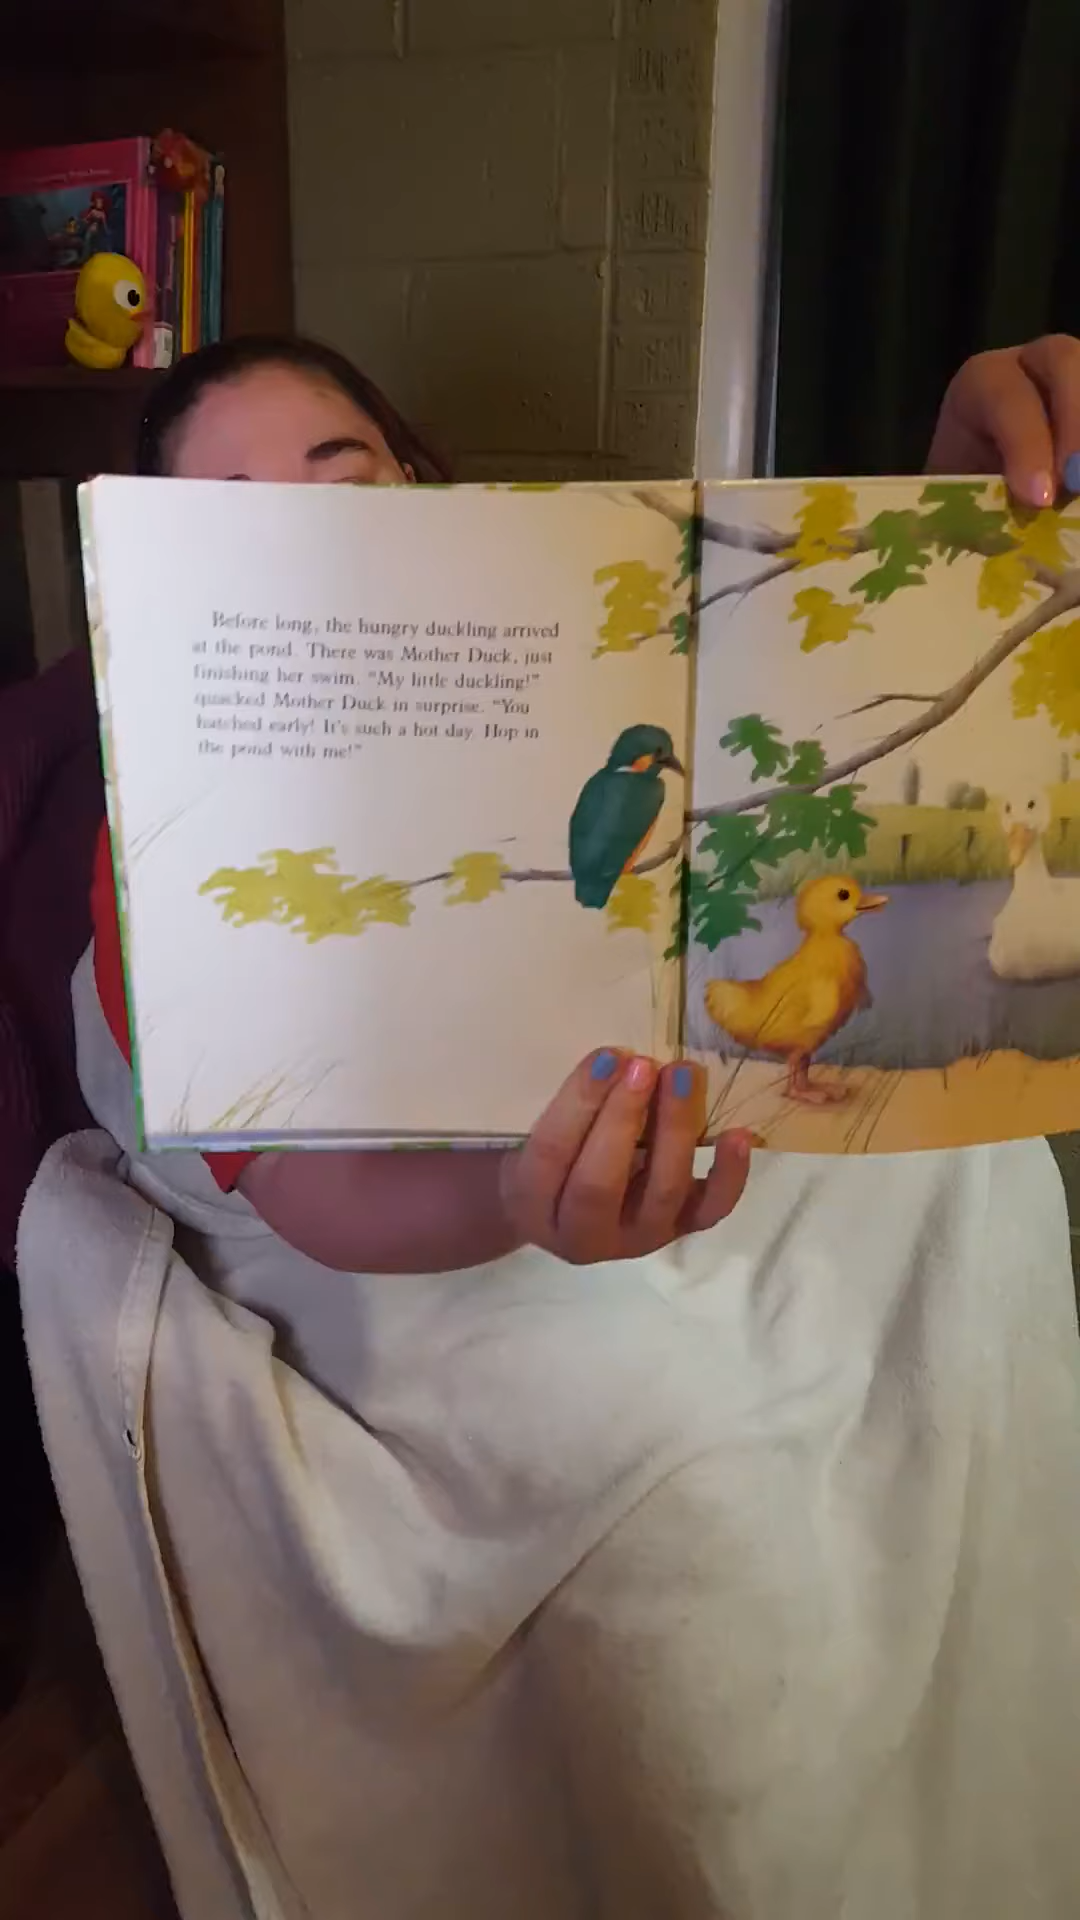 Before long, the hungry duckling arrived
at the pond. There was Mother Duck, just
finishing her swim. "My little duckling!"
quacked Mother Duck in surprise. "You
hatched early! It's such a hot day. Hop in
the pond with me!"